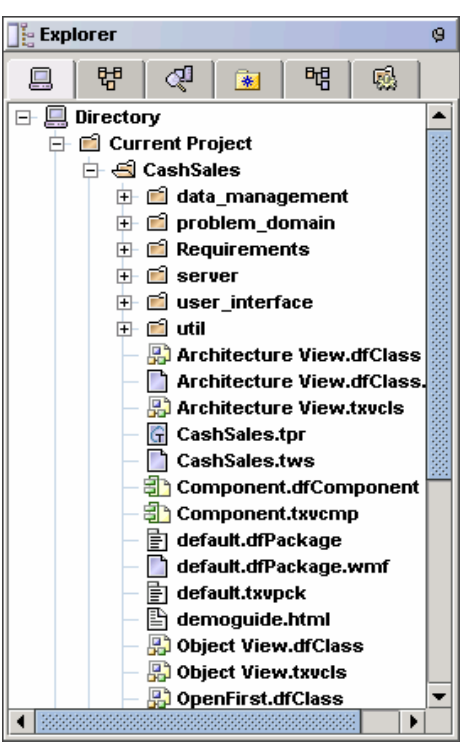 Explorer
Directory
Current Project
CashSales
data_management
problem_domain
Requirements
server
user_interface
util
Architecture View.dfClass
Architecture View.dfClass.
Architecture View.txvcls
CashSales.tpr
CashSales.tws
Component.dfComponent
Component.txvcmp
default.dfPackage
default.dfPackage.wmf
default.txvpck
demoguide.html
Object View.dfClass
Object View.txvcls
OpenFirst.dfClass